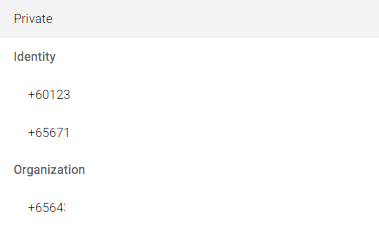 Private
Identity
+60123
+65671
Organization
+6564